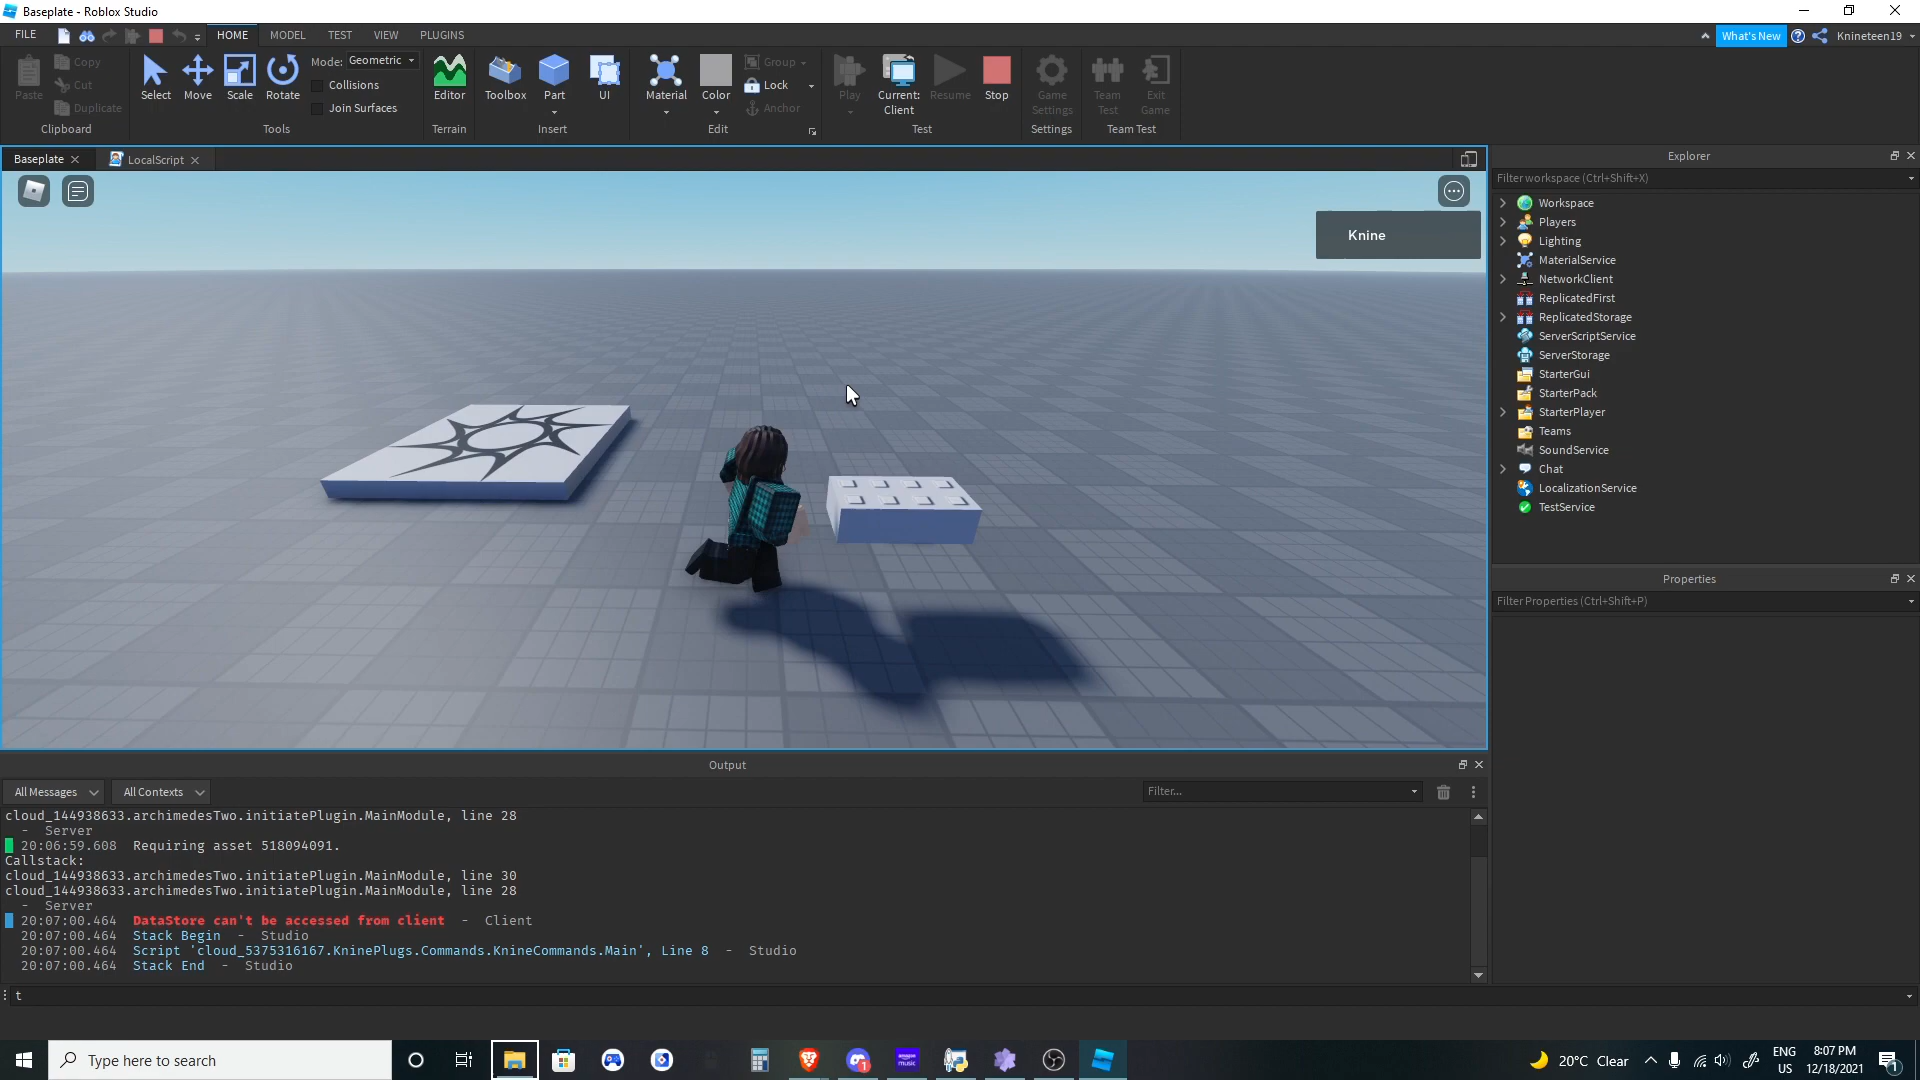 Baseplate - Roblox Studio
FILE HOME MODEL TEST VIEW PLUGINS
What's New Knineteen19
Paste Copy Cut Duplicate
Clipboard
Select Move Scale Rotate
Mode: Geometric
Collisions
Join Surfaces
Tools
Editor
Terrain
Toolbox Part UI
Insert
Material Color Group Lock Anchor
Edit
Play Current: Client Resume Stop
Test
Game Settings
Settings
Team Test Exit Game
Team Test
Baseplate LocalScript
Knine
Explorer
Filter workspace (Ctrl+Shift+X)
Workspace
Players
Lighting
MaterialService
NetworkClient
ReplicatedFirst
ReplicatedStorage
ServerScriptService
ServerStorage
StarterGui
StarterPack
StarterPlayer
Teams
SoundService
Chat
LocalizationService
TestService
Properties
Filter Properties (Ctrl+Shift+P)
Output
All Messages All Contexts Filter...
cloud_144938633.archimedesTwo.initiatePlugin.MainModule, line 28
- Server
20:06:59.608 Requiring asset 518094091.
Callstack:
cloud_144938633.archimedesTwo.initiatePlugin.MainModule, line 30
cloud_144938633.archimedesTwo.initiatePlugin.MainModule, line 28
- Server
20:07:00.464 DataStore can't be accessed from client - Client
20:07:00.464 Stack Begin - Studio
20:07:00.464 Script 'cloud_5375316167.KninePlugs.Commands.KnineCommands.Main', Line 8 - Studio
20:07:00.464 Stack End - Studio
t
Type here to search
music
1
20°C Clear
ENG
US
8:07 PM
12/18/2021
1